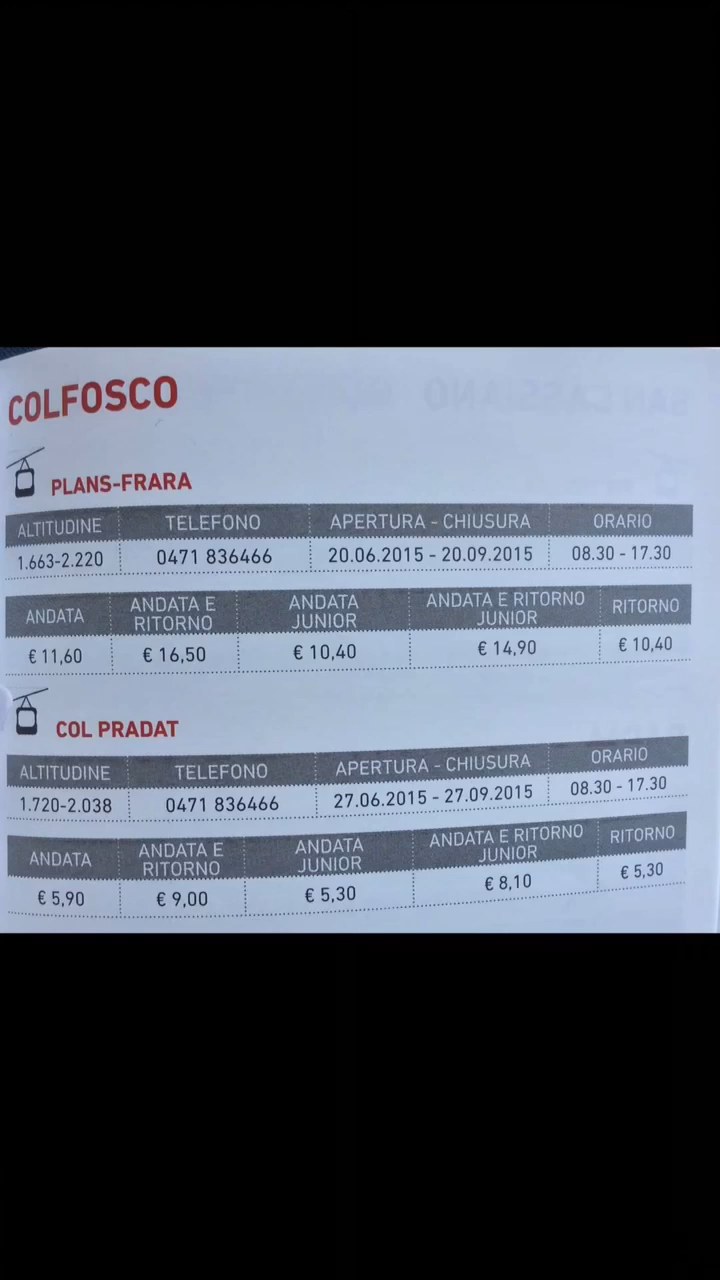 COLFOSCO
PLANS-FRARA
ALTITUDINE TELEFONO APERTURA - CHIUSURA ORARIO
1.663-2.220 0471 836466 20.06.2015 - 20.09.2015 08.30 - 17.30
ANDATA ANDATA E RITORNO ANDATA JUNIOR ANDATA E RITORNO JUNIOR RITORNO
€ 11,60 € 16,50 € 10,40 € 14,90 € 10,40
COL PRADAT
ALTITUDINE TELEFONO APERTURA - CHIUSURA ORARIO
1.720-2.038 0471 836466 27.06.2015 - 27.09.2015 08.30 - 17.30
ANDATA ANDATA E RITORNO ANDATA JUNIOR ANDATA E RITORNO JUNIOR RITORNO
€ 5,90 € 9,00 € 5,30 € 8,10 € 5,30